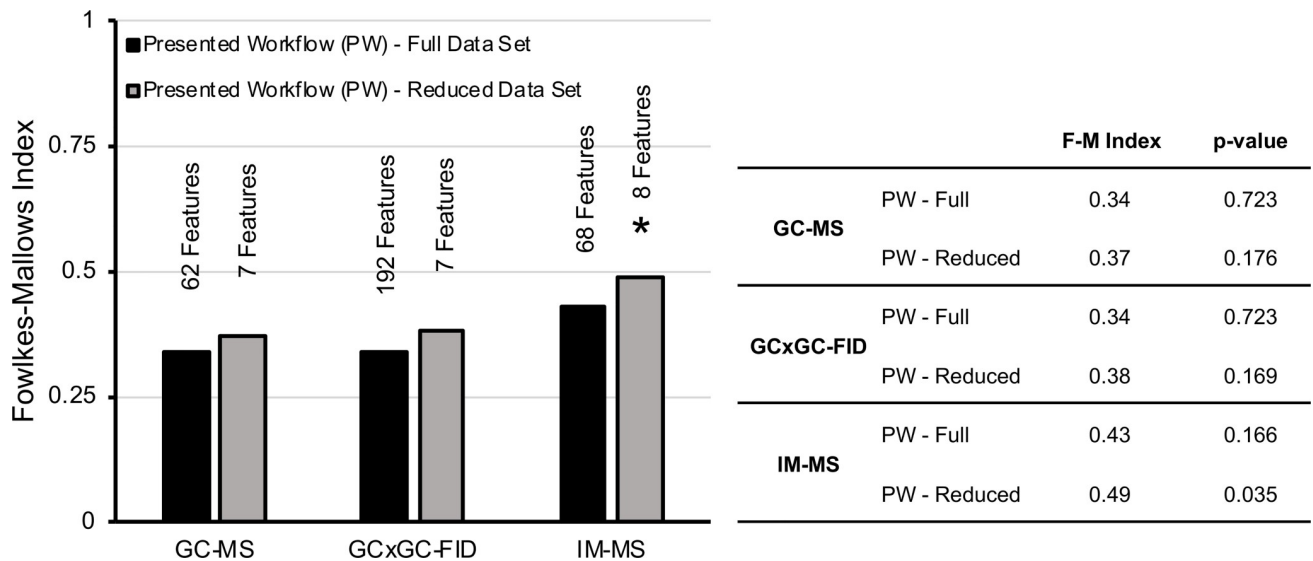 Fowlkes-Mallows Index
1
0.75
0.5
0.25
0
Presented Workflow (PW) - Full Data Set
Presented Workflow (PW) - Reduced Data Set
62 Features
7 Features
192 Features
7 Features
68 Features
* 8 Features
GC-MS GCxGC-FID IM-MS
F-M Index p-value
GC-MS
PW - Full 0.34 0.723
PW - Reduced 0.37 0.176
GCxGC-FID
PW - Full 0.34 0.723
PW - Reduced 0.38 0.169
IM-MS
PW - Full 0.43 0.166
PW - Reduced 0.49 0.035